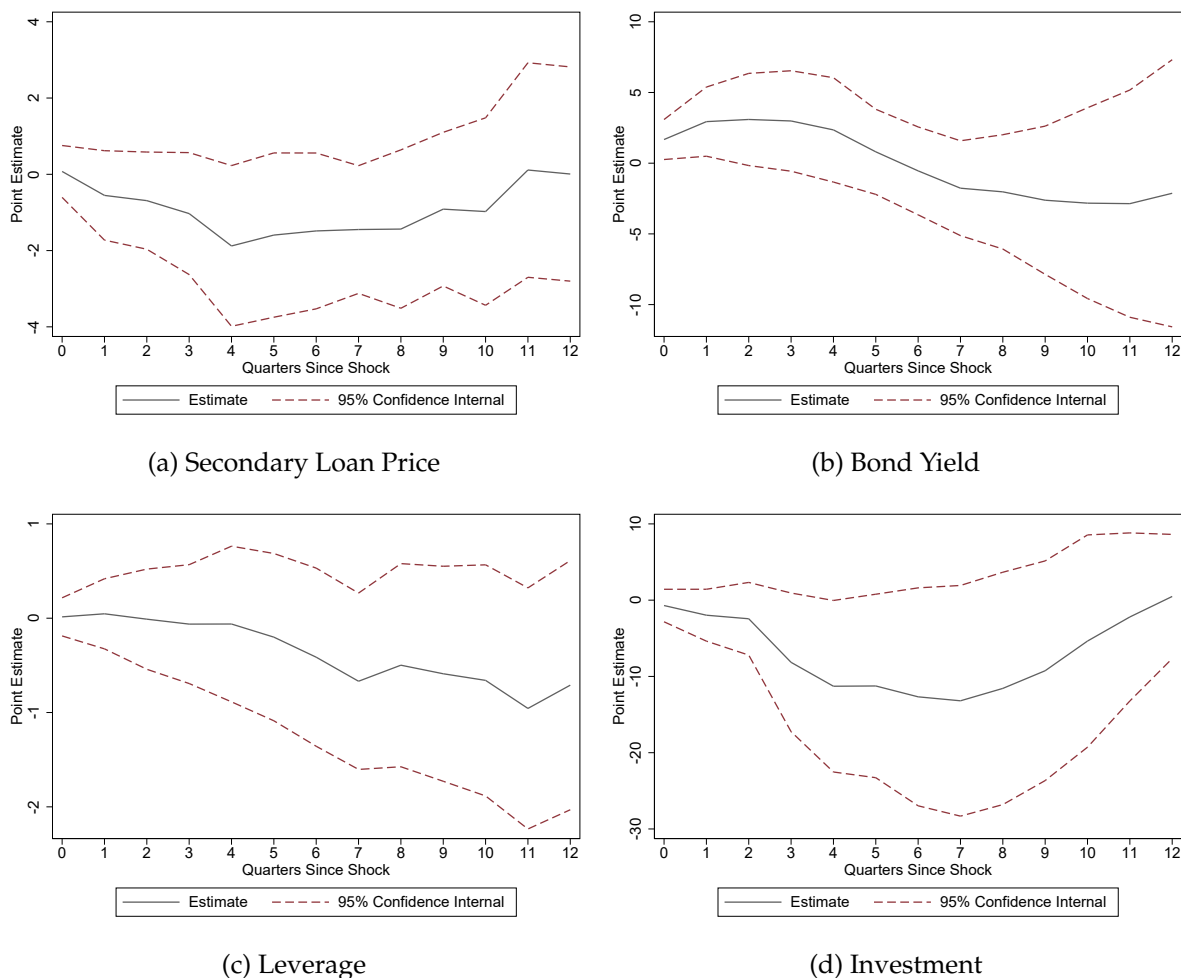 4
2
0
-2
-4
Point Estimate
0 1 2 3 4 5 6 7 8 9 10 11 12
Quarters Since Shock
Estimate 95% Confidence Internal
(a) Secondary Loan Price
10
5
0
-5
-10
Point Estimate
0 1 2 3 4 5 6 7 8 9 10 11 12
Quarters Since Shock
Estimate 95% Confidence Internal
(b) Bond Yield
1
0
-1
-2
Point Estimate
0 1 2 3 4 5 6 7 8 9 10 11 12
Quarters Since Shock
Estimate 95% Confidence Internal
(c) Leverage
10
0
-10
-20
-30
Point Estimate
0 1 2 3 4 5 6 7 8 9 10 11 12
Quarters Since Shock
Estimate 95% Confidence Internal
(d) Investment